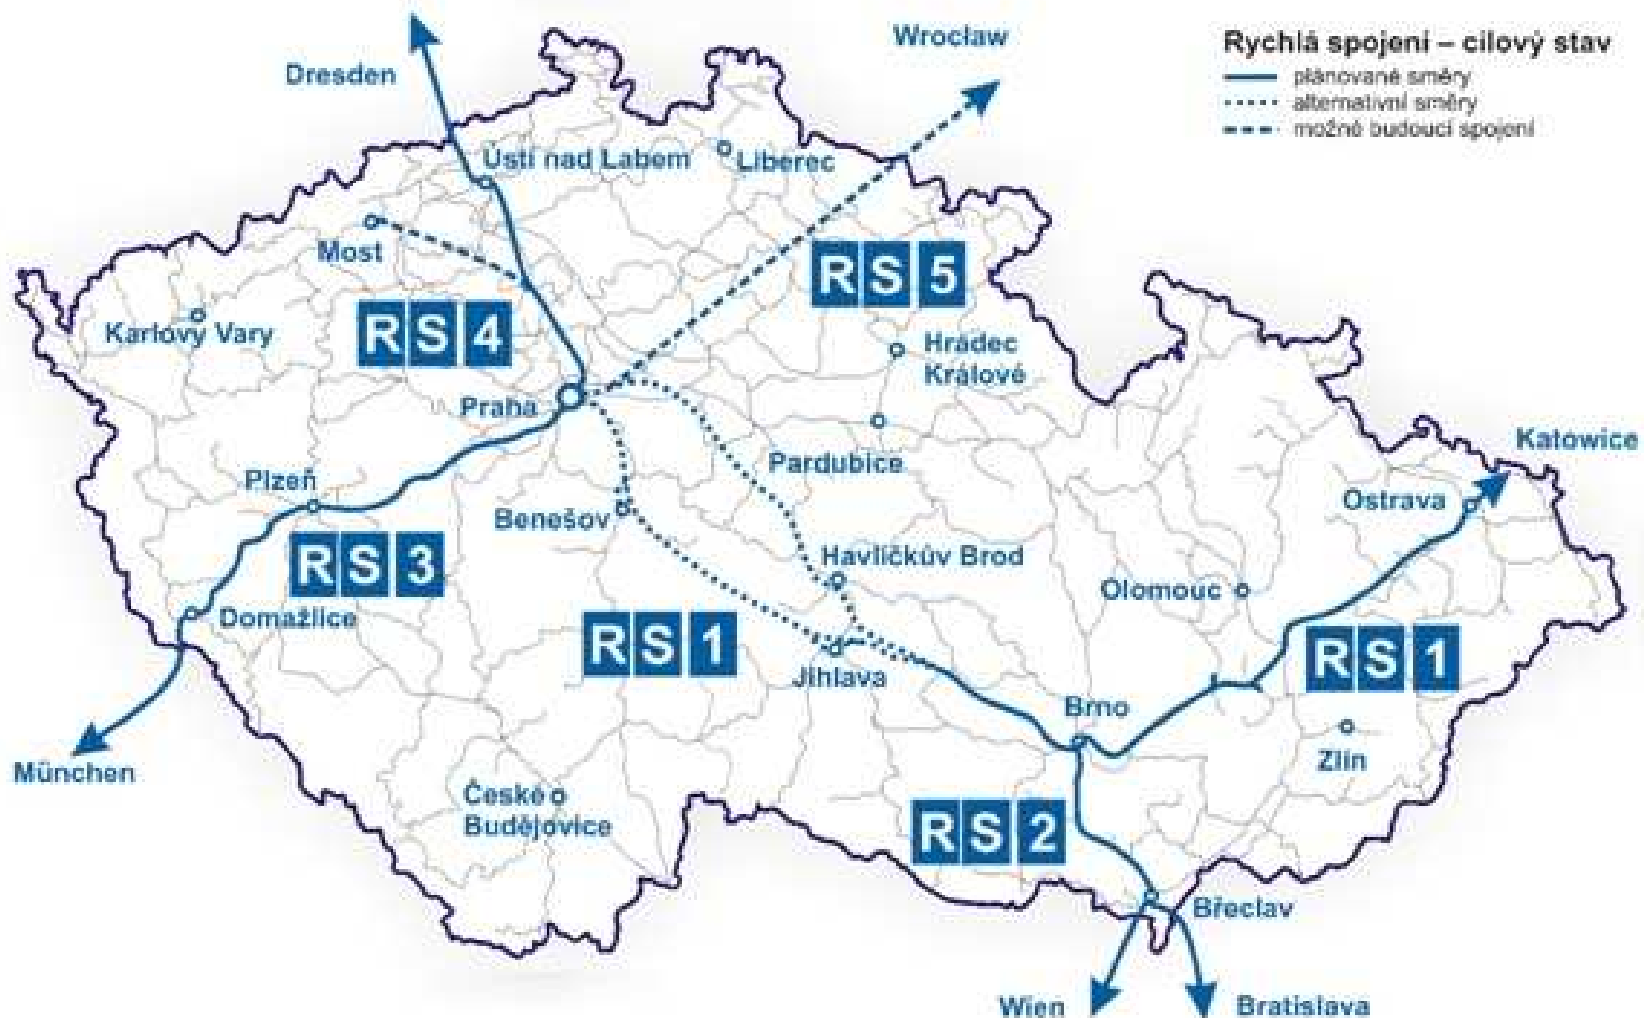 Wrocław
Rychlá spojení – cílový stav
plánované směry
alternativní směry
možné budoucí spojení
Dresden
Ústí nad Labem
Liberec
Most
RS 5
RS 4
Karlovy Vary
Hradec
Králové
Praha
Katowice
Pardubice
Plzeň
Ostrava
Benešov
Havlíčkův Brod
RS 3
Olomouc
Domažlice
RS 1
RS 1
Jihlava
Brno
Zlín
München
České
Budějovice
RS 2
Břeclav
Wien
Bratislava